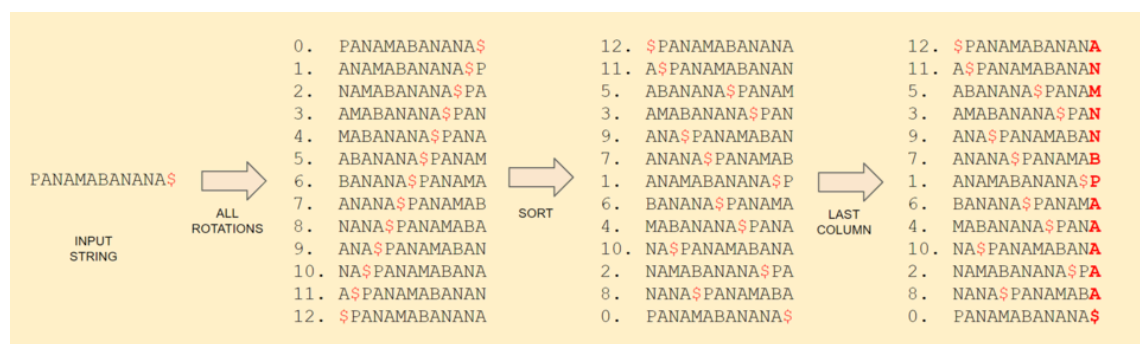 0. PANAMABANANA$ 12. $PANAMABANANA 12. $PANAMABANANA
1. ANAMABANANA$P 11. A$PANAMABANAN 11. A$PANAMABANAN
2. NAMABANANA$PA 5. ABANANA$PANAM 5. ABANANA$PANAM
3. AMABANANA$PAN 3. AMABANANA$PAN 3. AMABANANA$PAN
4. MABANANA$PANA 9. ANA$PANAMABAN 9. ANA$PANAMABAN
5. ABANANA$PANAM 7. ANANA$PANAMAB 7. ANANA$PANAMAB
PANAMABANANA$ 6. BANANA$PANAMA 1. ANAMABANANA$P 1. ANAMABANANA$P
7. ANANA$PANAMAB 6. BANANA$PANAMA 6. BANANA$PANAMA
ALL
ROTATIONS
SORT
LAST
COLUMN
8. NANA$PANAMABA 4. MABANANA$PANA 4. MABANANA$PANA
INPUT
STRING
9. ANA$PANAMABAN 10. NA$PANAMABANA 10. NA$PANAMABANA
10. NA$PANAMABANA 2. NAMABANANA$PA 2. NAMABANANA$PA
11. A$PANAMABANAN 8. NANA$PANAMABA 8. NANA$PANAMABA
12. $PANAMABANANA 0. PANAMABANANA$ 0. PANAMABANANA$